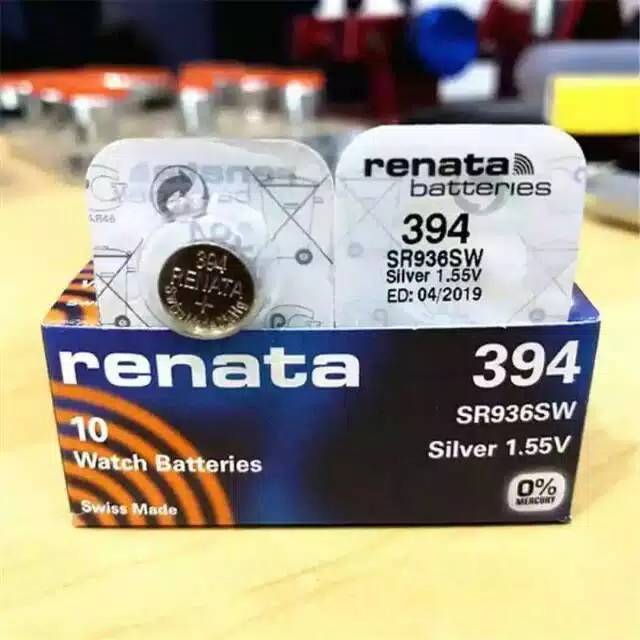 renata
batteries
394
SR936SW
Silver 1.55V
ED: 04/2019
394
RENATA
+
renata
394
SR936SW
Silver 1.55V
10
Watch Batteries
Swiss Made
0%
MERCURY